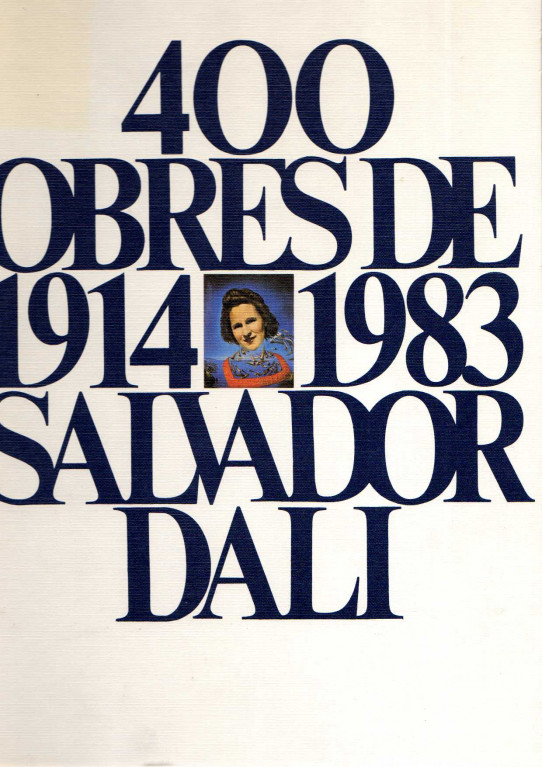 400
OBRES DE
1914 1983
SALVADOR
DALI